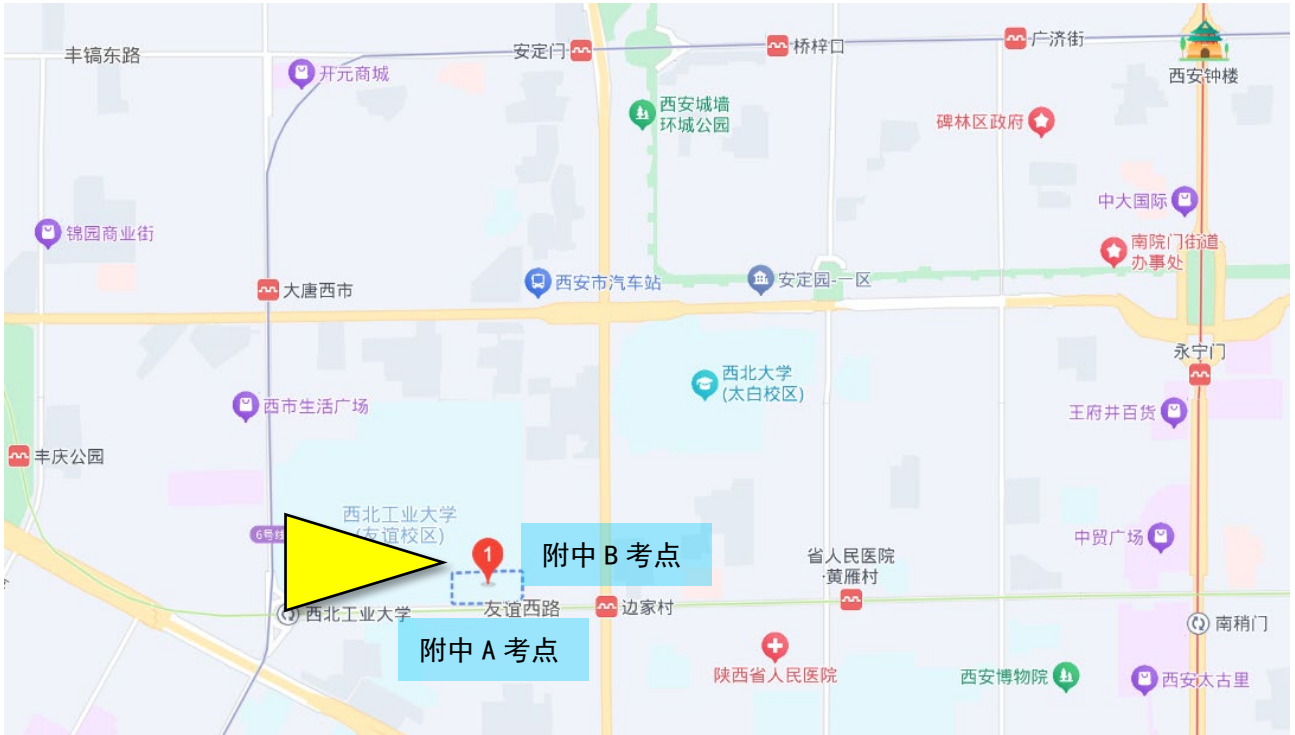 丰镐东路
安定门
桥梓口
广济街
开元商城
西安钟楼
西安城墙
环城公园
碑林区政府
中大国际
锦园商业街
南院门街道
办事处
大唐西市
西安市汽车站
安定园-一区
永宁门
西北大学
(太白校区)
西市生活广场
王府井百货
丰庆公园
西北工业大学
(友谊校区)
6号线
1
附中 B 考点
中贸广场
省人民医院
·黄雁村
西北工业大学
友谊西路
边家村
南稍门
附中 A 考点
陕西省人民医院
西安博物院
西安太古里